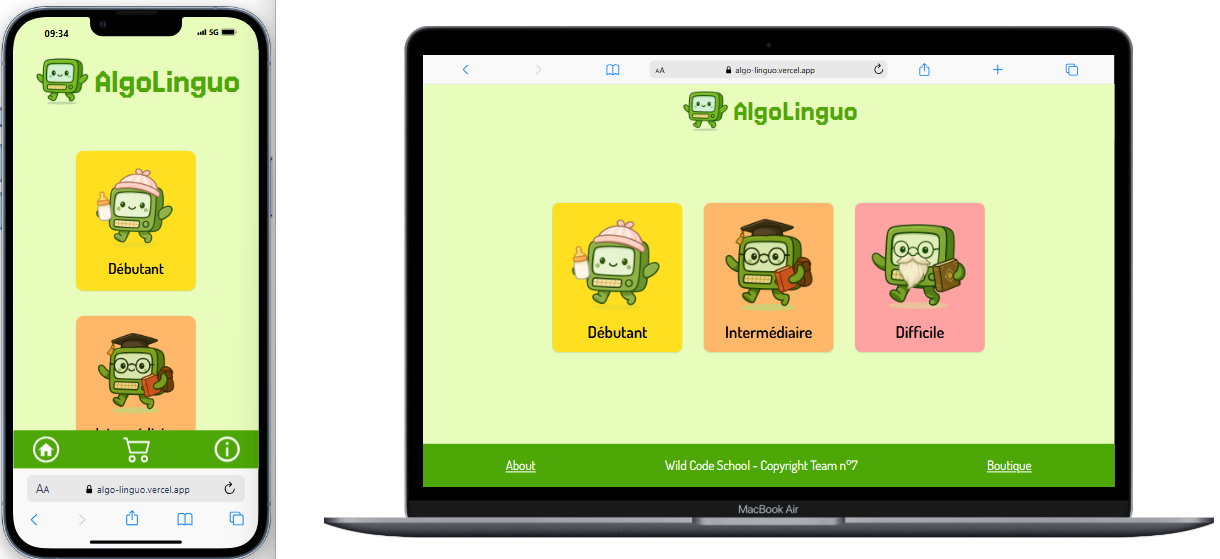 09:34
5G
AlgoLinguo
Débutant
AA
algo-linguo.vercel.app
AA
algo-linguo.vercel.app
AlgoLinguo
Débutant
Intermédiaire
Difficile
About
Wild Code School - Copyright Team n°7
Boutique
MacBook Air